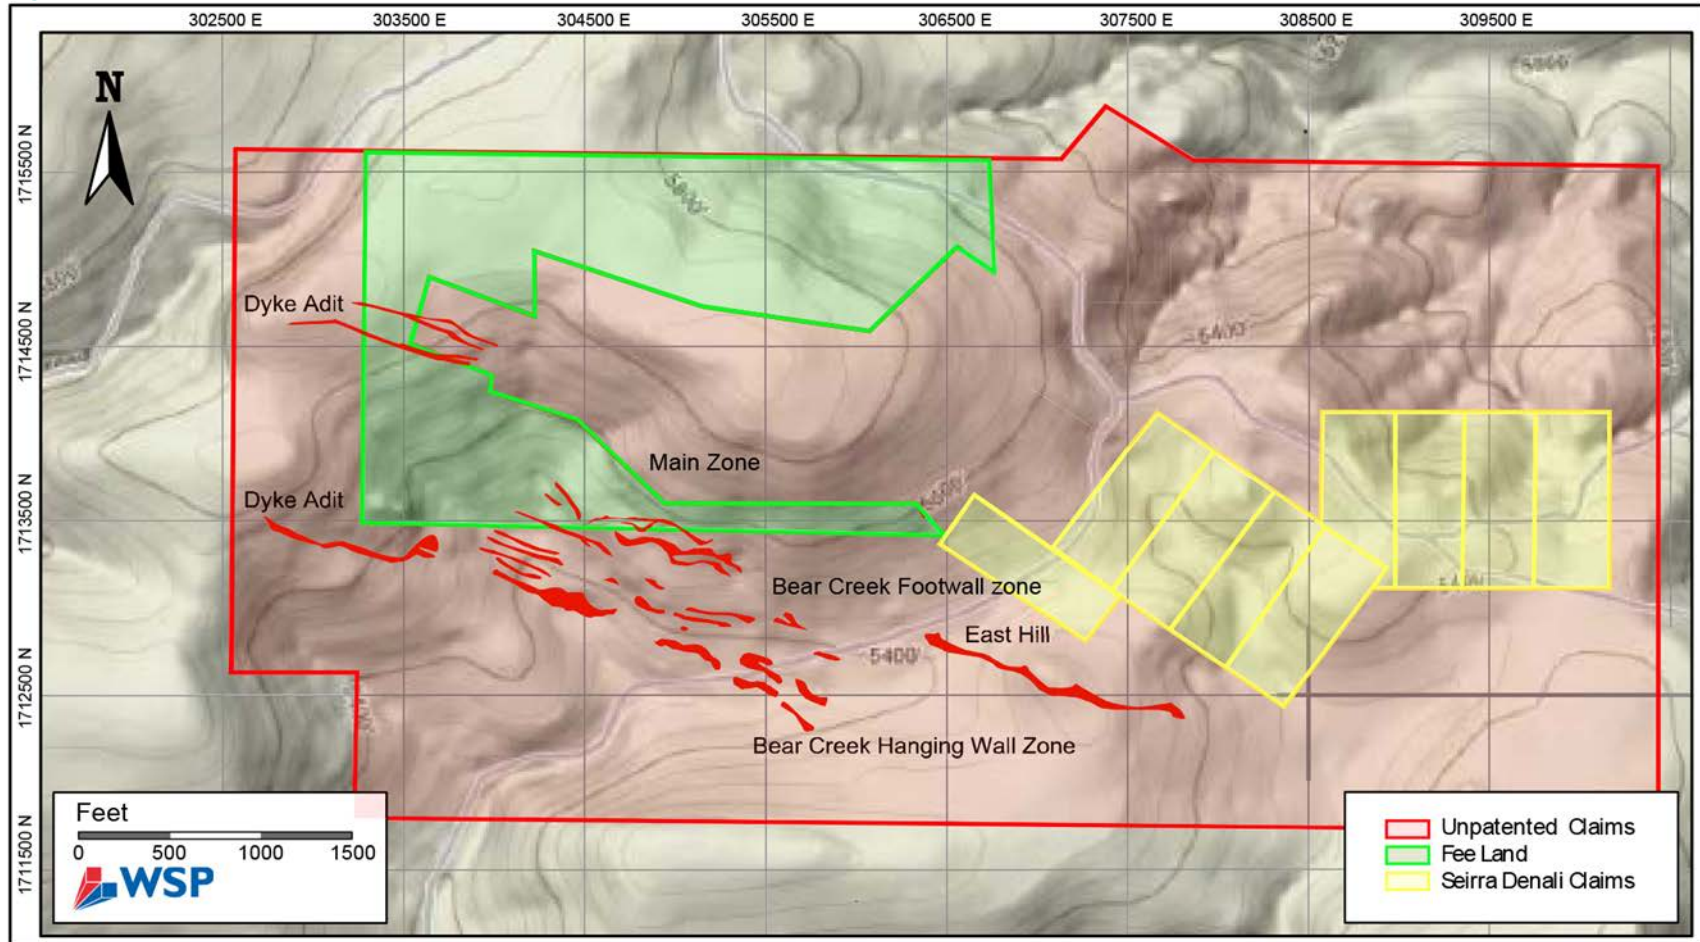 302500 E 303500 E 304500 E 305500 E 306500 E 307500 E 308500 E 309500 E
N
1715500 N
1714500 N
1713500 N
1712500 N
1711500 N
5400'
Dyke Adit
5400'
Main Zone
Dyke Adit
Bear Creek Footwall zone
East Hill
5400'
Bear Creek Hanging Wall Zone
Feet
0 500 1000 1500
WSP
Unpatented Claims
Fee Land
Seirra Denali Claims